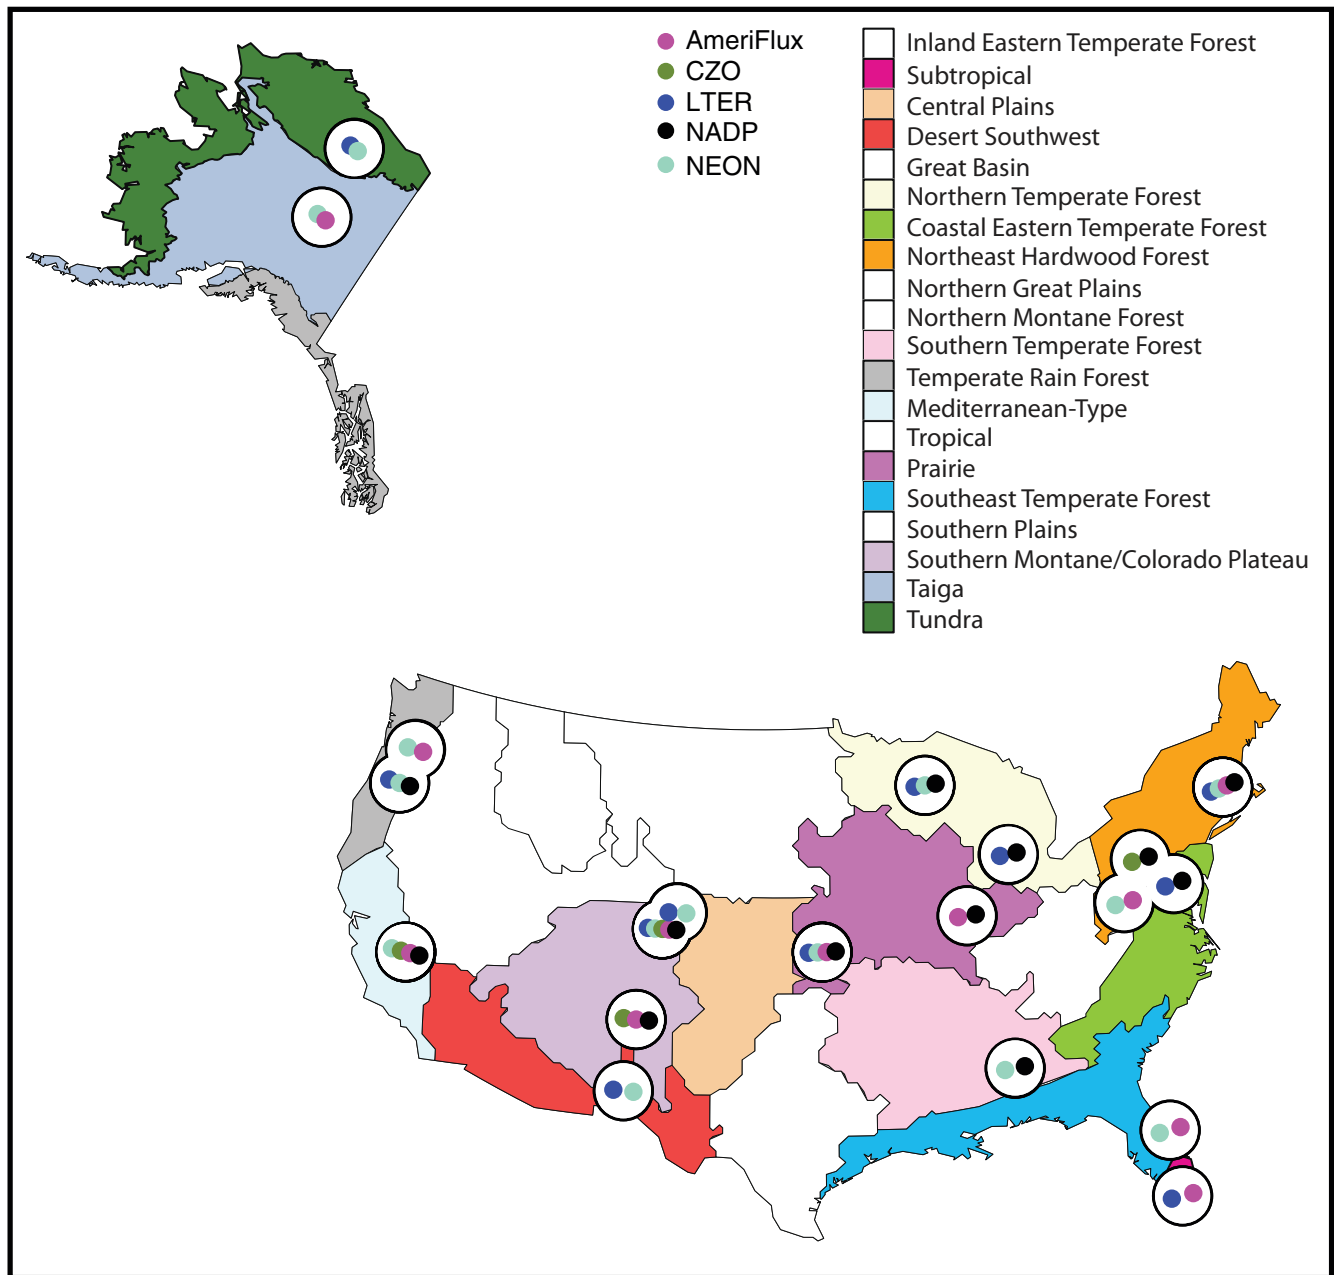 AmeriFlux
CZO
LTER
NADP
NEON
Inland Eastern Temperate Forest
Subtropical
Central Plains
Desert Southwest
Great Basin
Northern Temperate Forest
Coastal Eastern Temperate Forest
Northeast Hardwood Forest
Northern Great Plains
Northern Montane Forest
Southern Temperate Forest
Temperate Rain Forest
Mediterranean-Type
Tropical
Prairie
Southeast Temperate Forest
Southern Plains
Southern Montane/Colorado Plateau
Taiga
Tundra